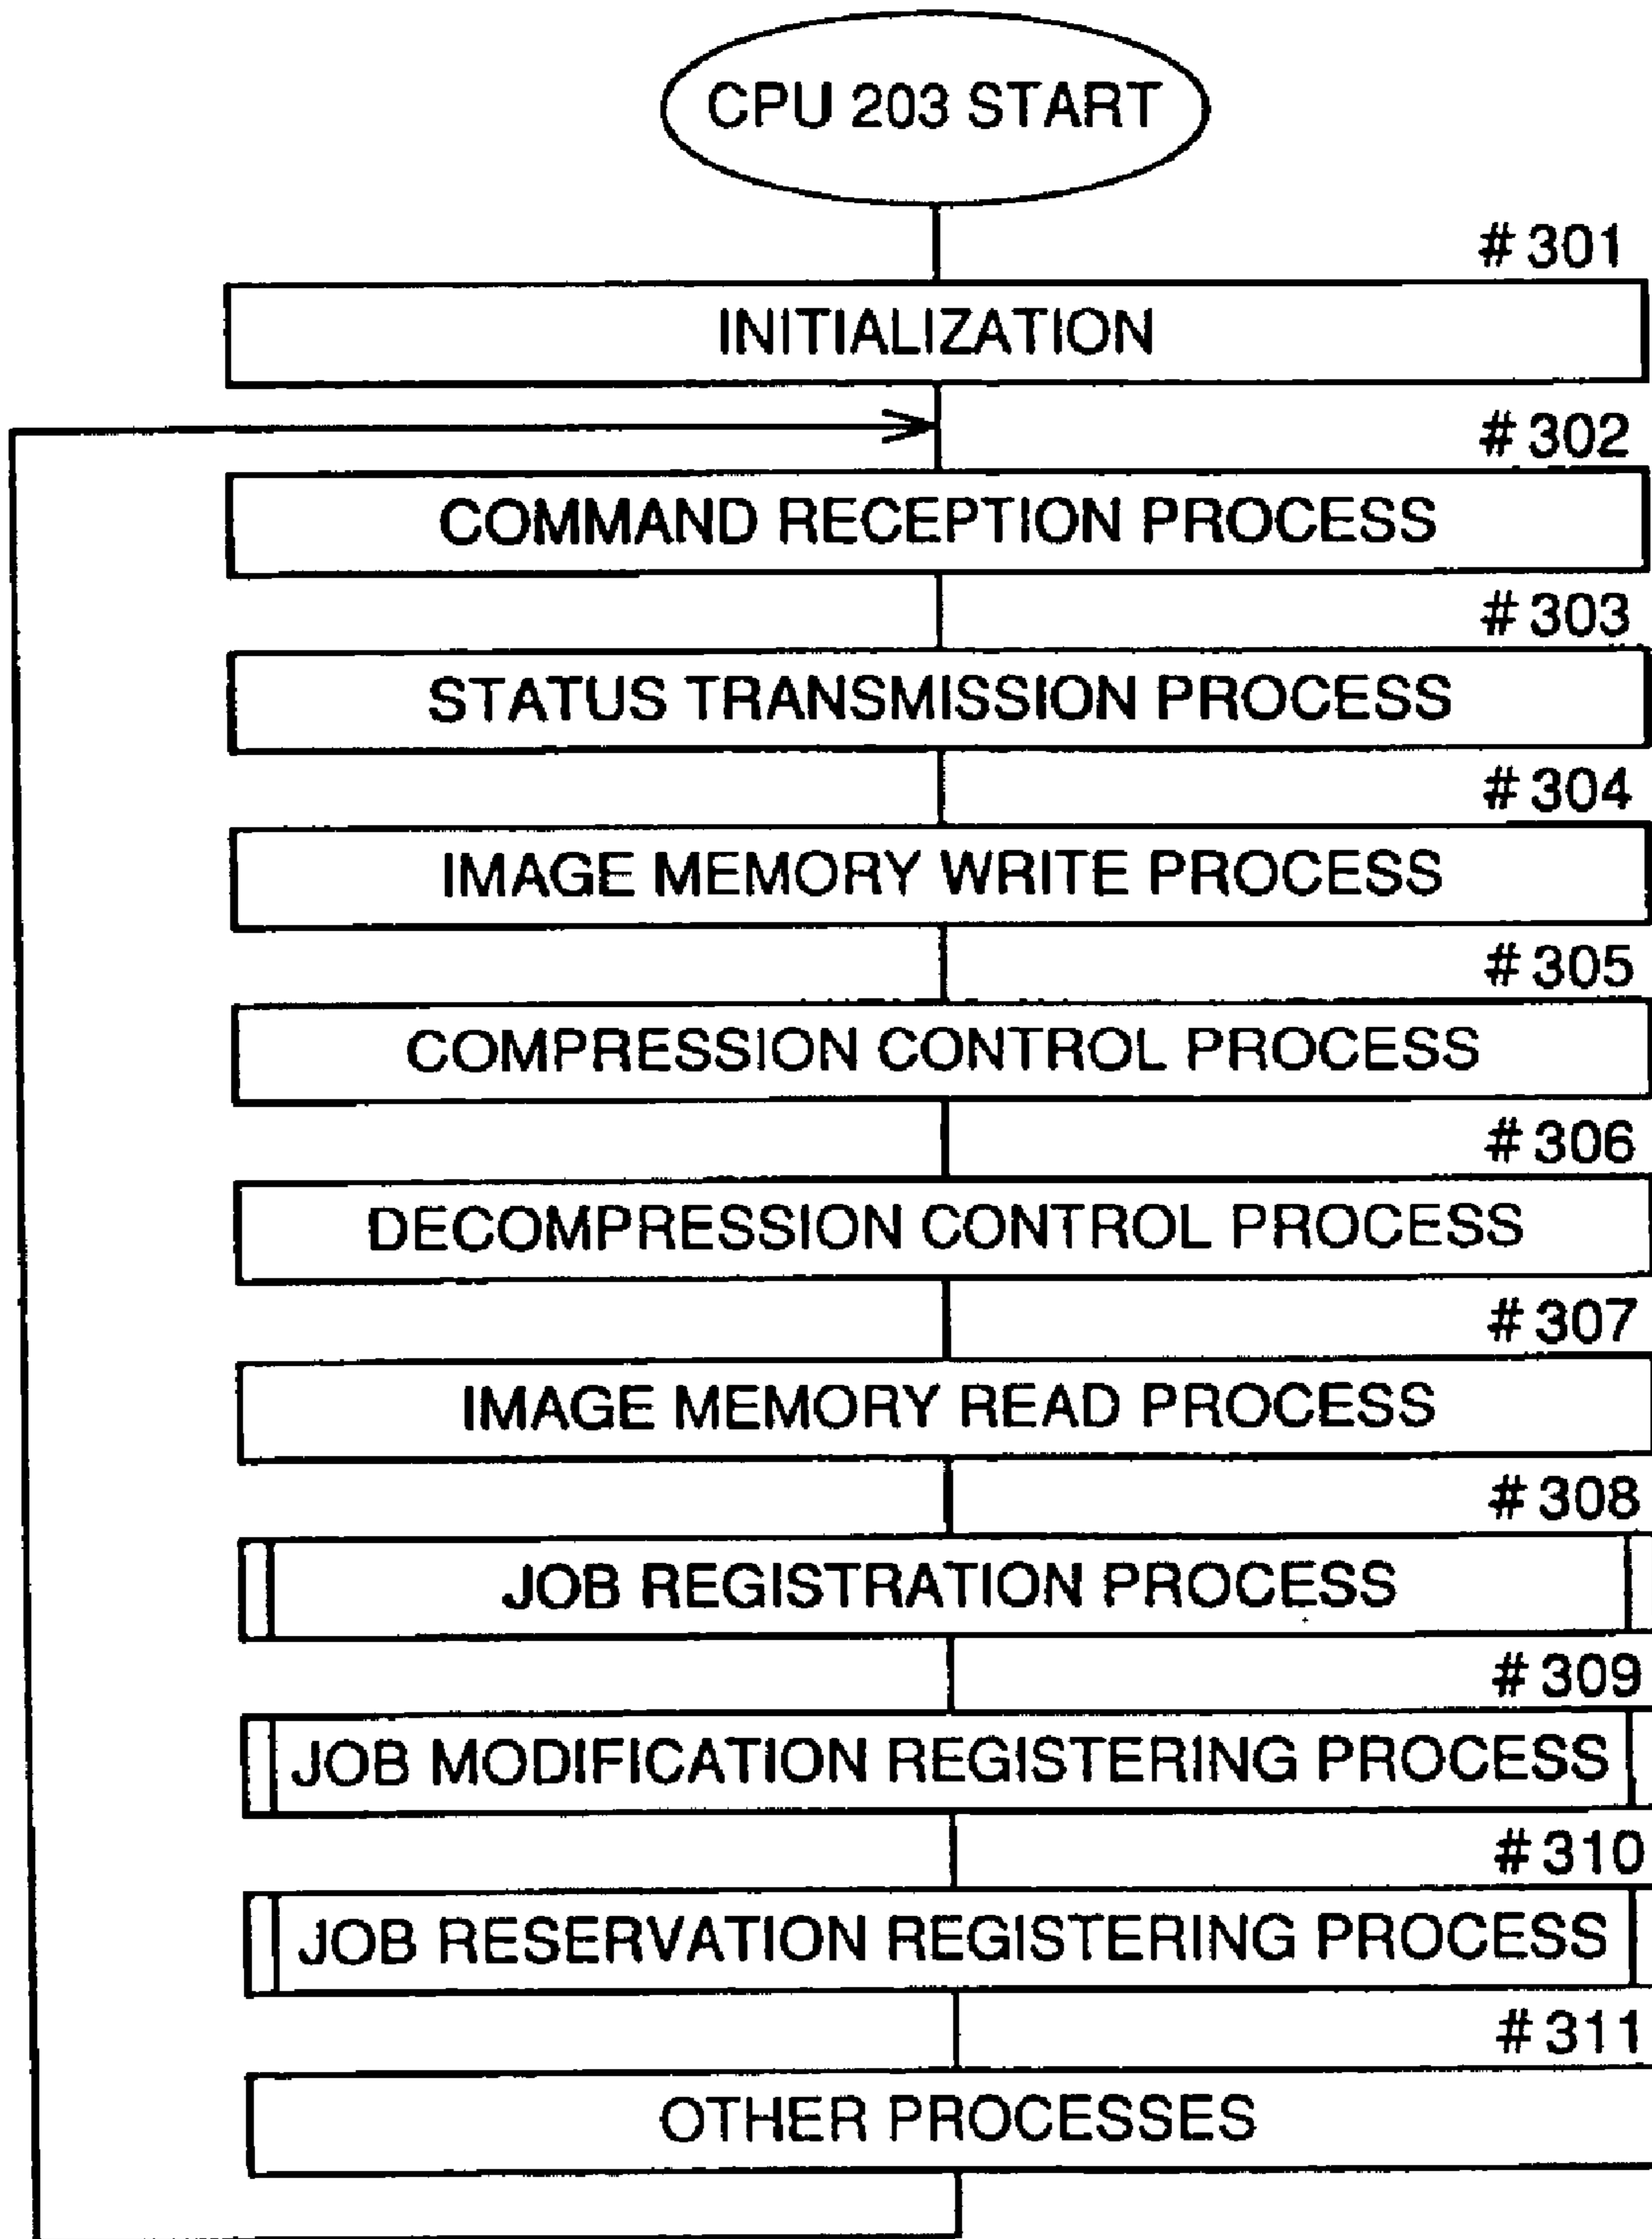 CPU 203 START
# 301
INITIALIZATION
# 302
COMMAND RECEPTION PROCESS
# 303
STATUS TRANSMISSION PROCESS
# 304
IMAGE MEMORY WRITE PROCESS
# 305
COMPRESSION CONTROL PROCESS
# 306
DECOMPRESSION CONTROL PROCESS
# 307
IMAGE MEMORY READ PROCESS
# 308
JOB REGISTRATION PROCESS
# 309
JOB MODIFICATION REGISTERING PROCESS
# 310
JOB RESERVATION REGISTERING PROCESS
# 311
OTHER PROCESSES